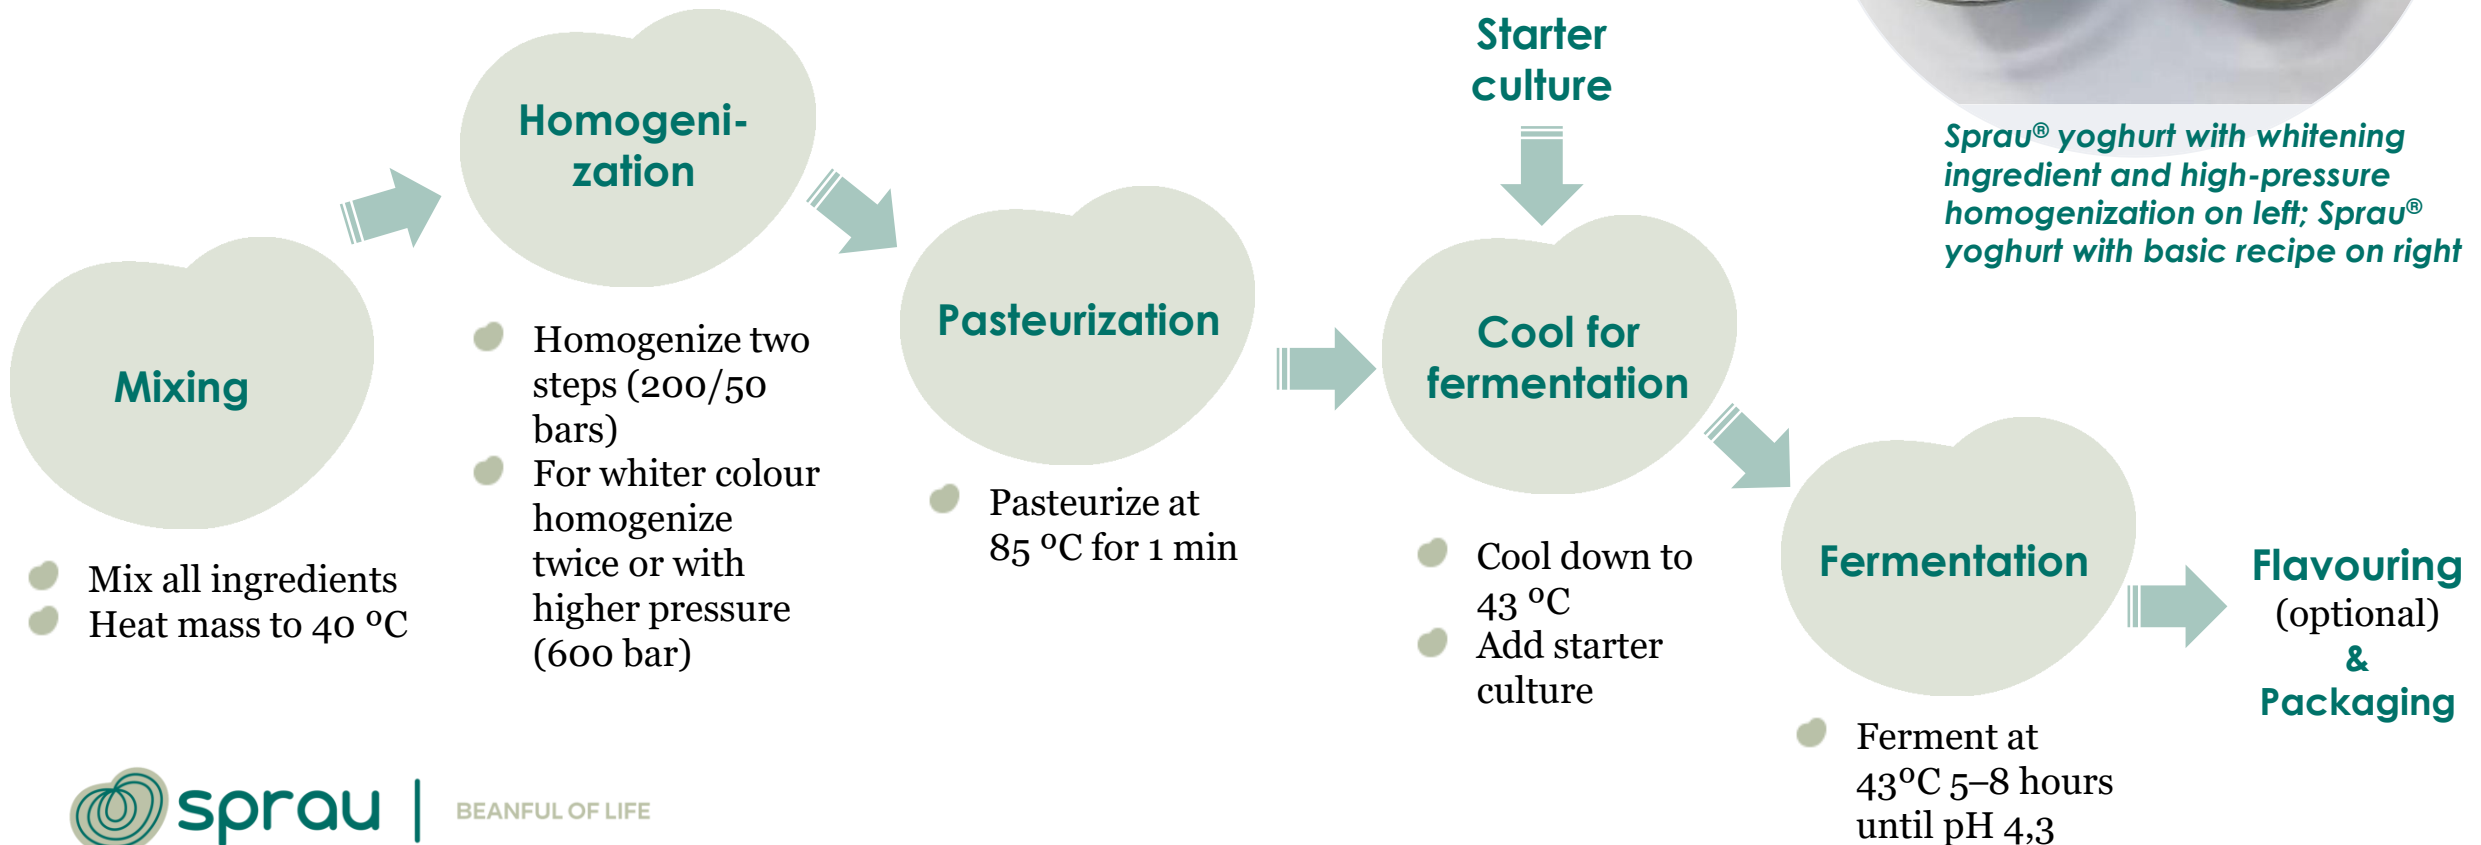 Mixing
Mix all ingredients
Heat mass to 40 ºC
Homogeni-
zation
Homogenize two
steps (200/50
bars)
For whiter colour
homogenize
twice or with
higher pressure
(600 bar)
Pasteurization
Pasteurize at
85 ºC for 1 min
Starter
culture
Cool for
fermentation
Cool down to
43 ºC
Add starter
culture
Fermentation
Ferment at
43ºC 5–8 hours
until pH 4,3
Flavouring
(optional)
&
Packaging
Sprau® yoghurt with whitening
ingredient and high-pressure
homogenization on left; Sprau®
yoghurt with basic recipe on right
sprau
BEANFUL OF LIFE